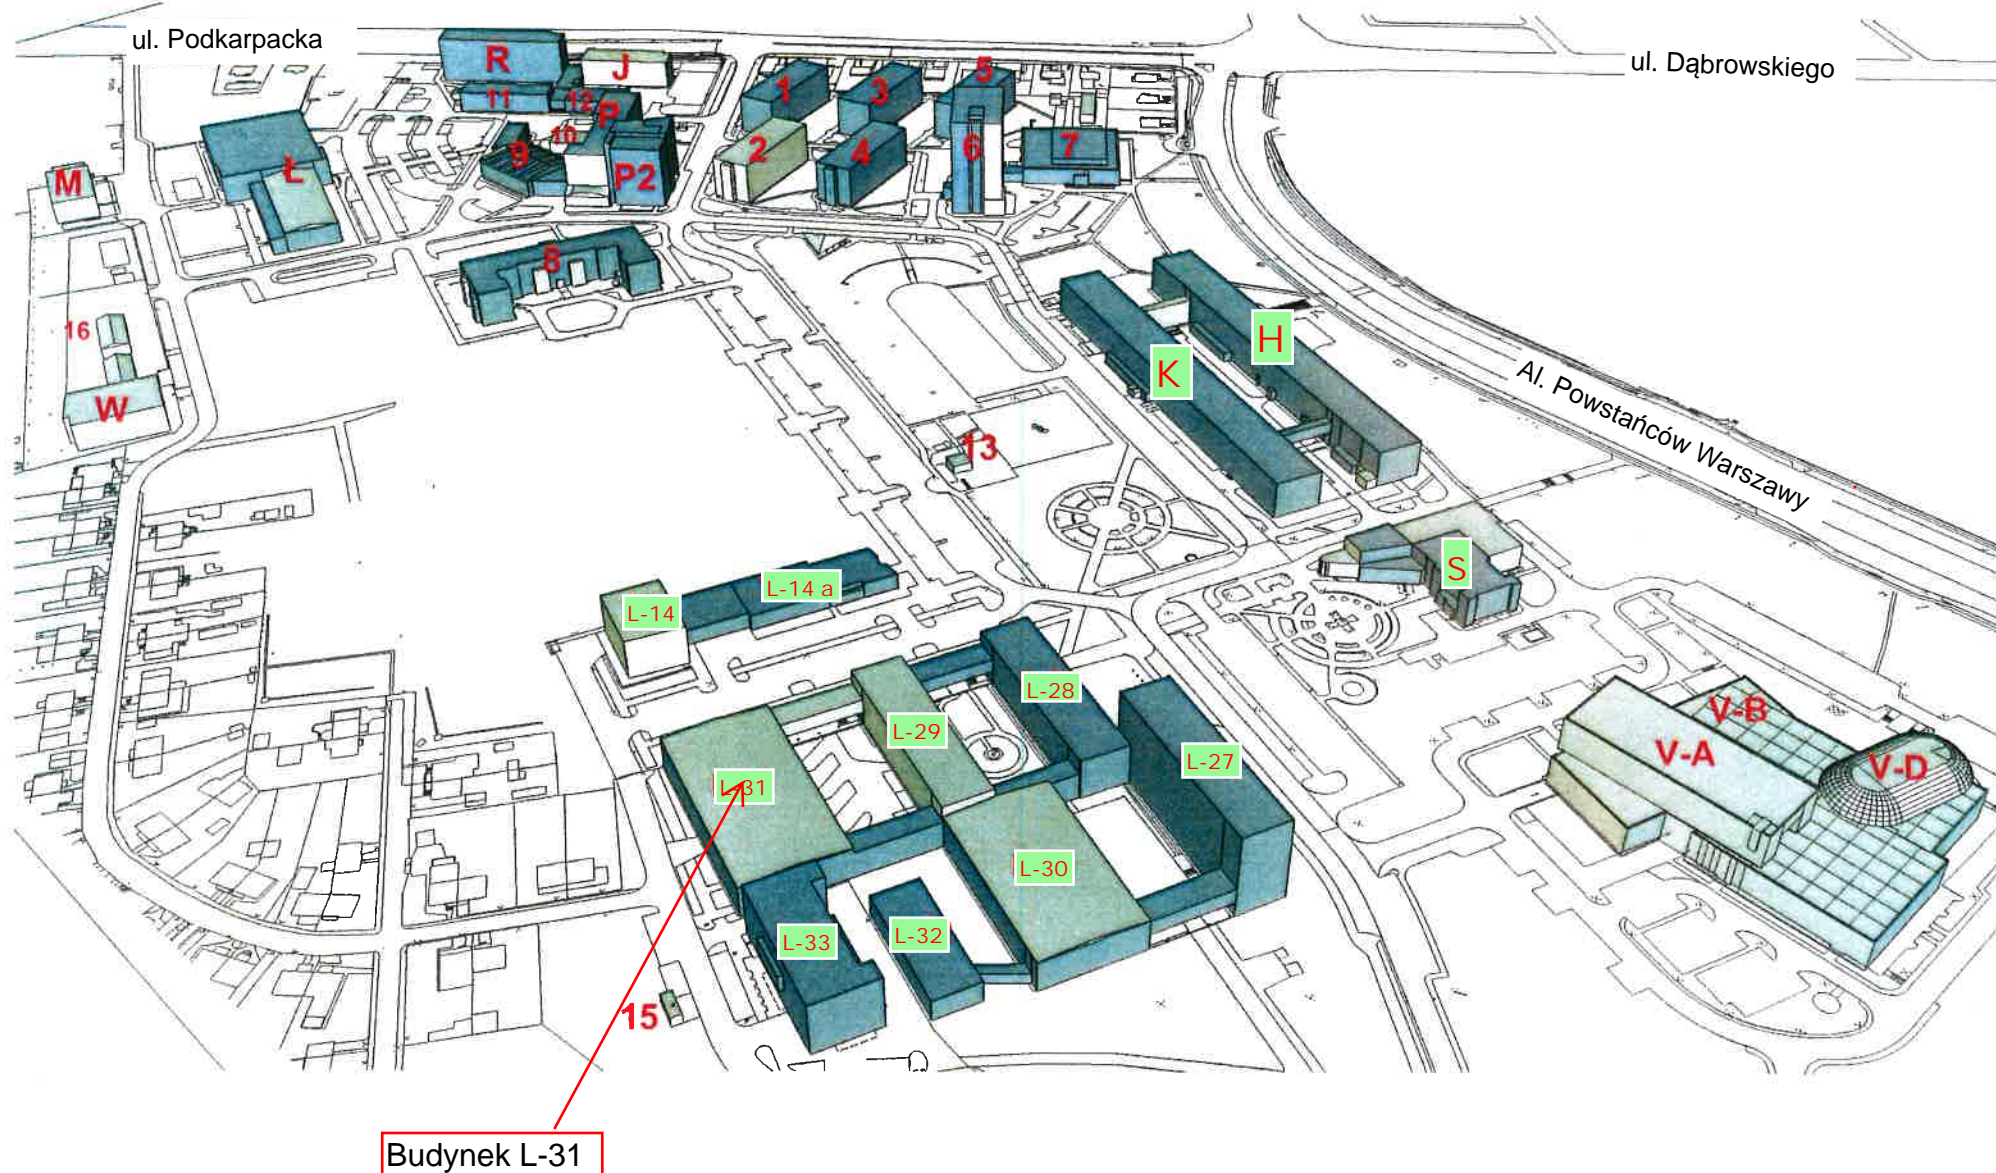 ul. Podkarpacka
ul. Dąbrowskiego
R
J
1
3
5
11
12
P
10
9
P2
2
4
6
7
M
Ł
8
16
W
H
K
Al. Powstańców Warszawy
13
S
L-14
L-14 a
L-28
L-29
L-27
L-31
L-30
V-B
V-A
V-D
L-33
L-32
15
Budynek L-31